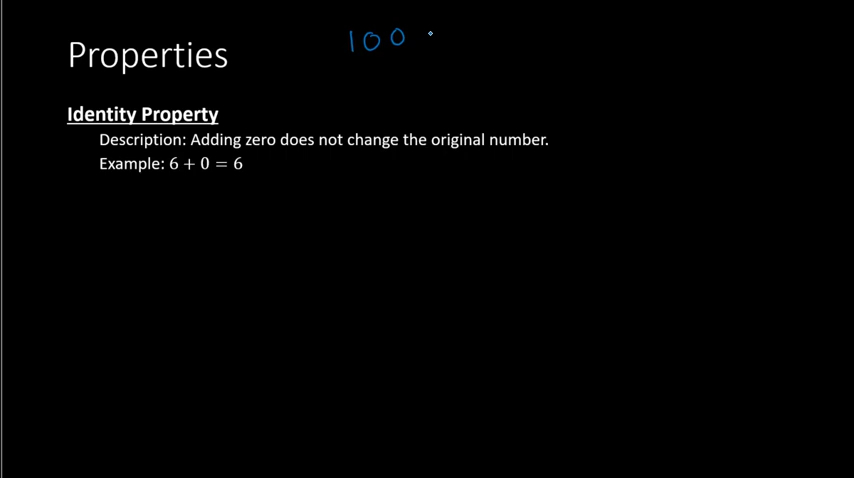 Properties
100
Identity Property
Description: Adding zero does not change the original number.
Example: 6 + 0 = 6